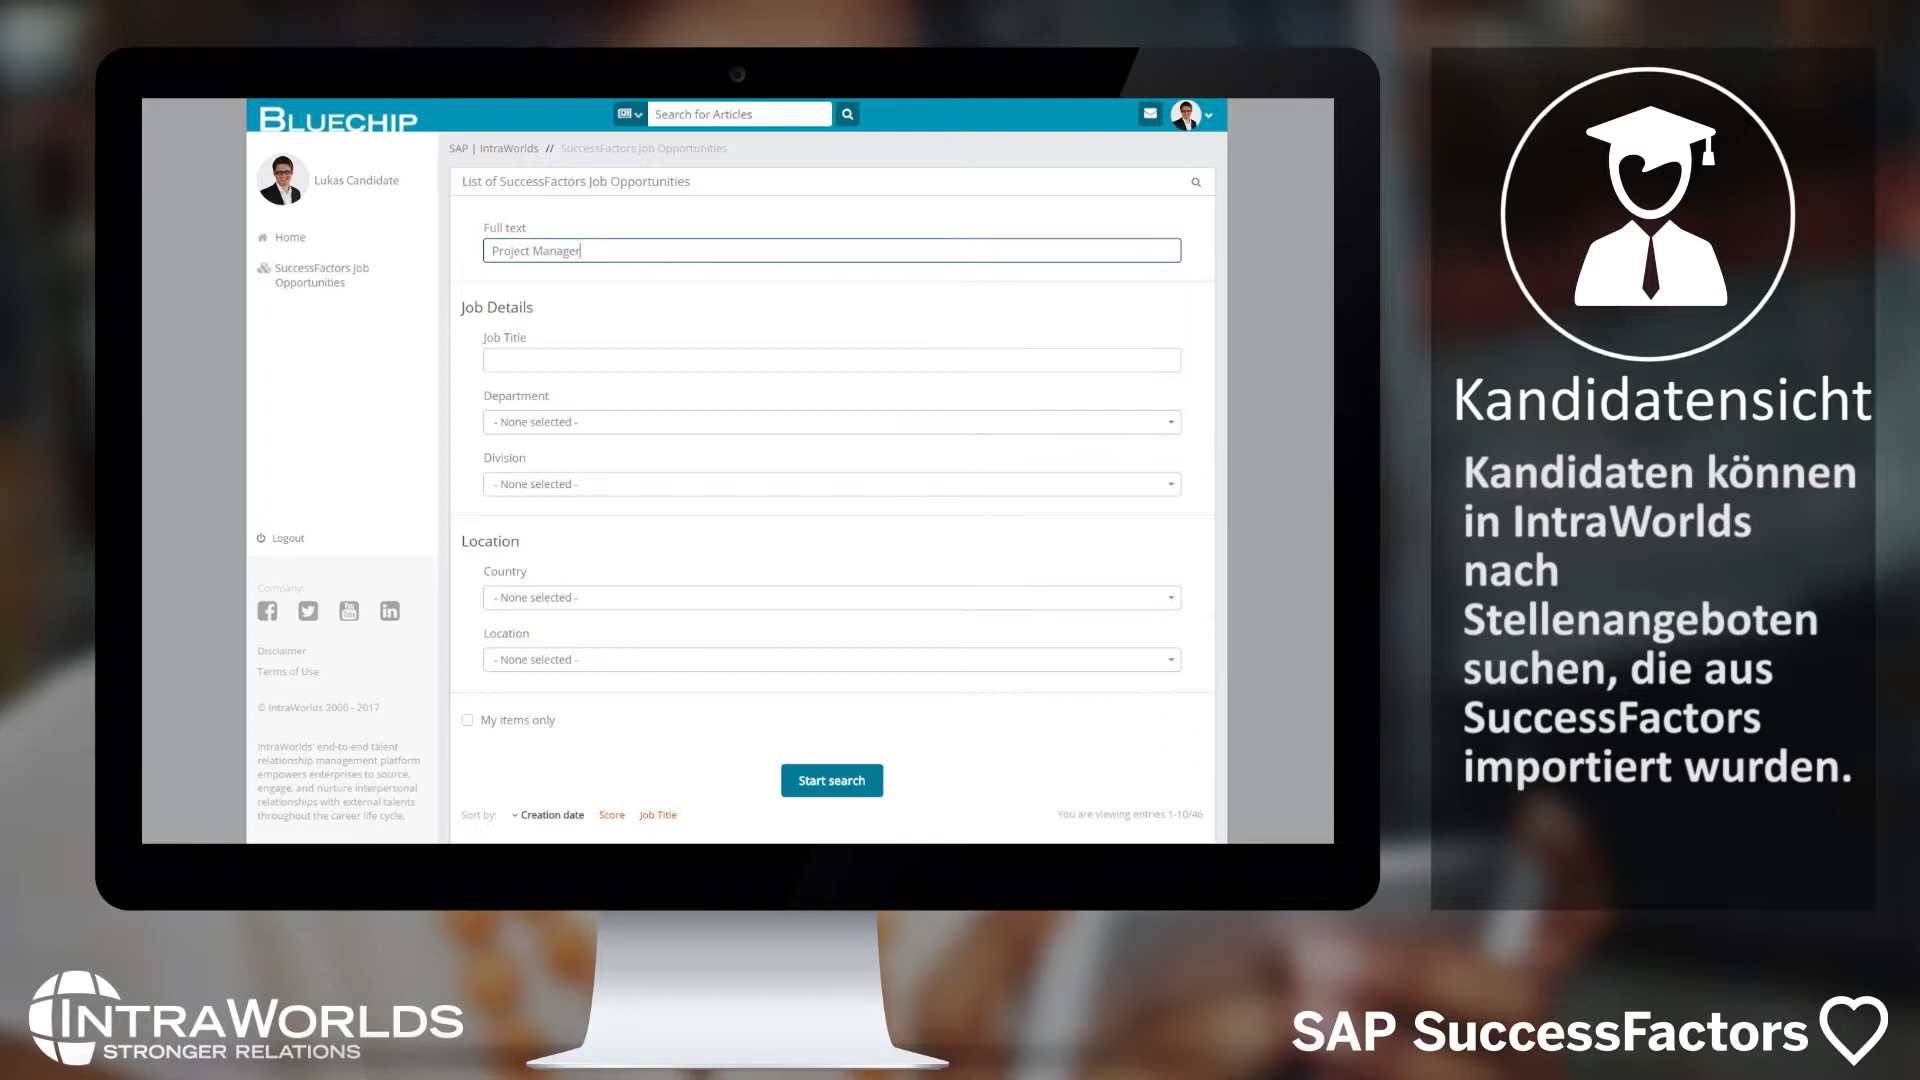 BLUECHIP
Search for Articles
Lukas Candidate
Home
SuccessFactors Job
Opportunities
Logout
Company:
Disclaimer
Terms of Use
© IntraWorlds 2000 - 2017
IntraWorlds' end-to-end talent
relationship management platform
empowers enterprises to source,
engage, and nurture interpersonal
relationships with external talents
throughout the career life cycle.
SAP | IntraWorlds // SuccessFactors Job Opportunities
List of SuccessFactors Job Opportunities
Full text
Project Manager
Job Details
Job Title
Department
- None selected -
Division
- None selected -
Location
Country
- None selected -
Location
- None selected -
My items only
Start search
Sort by: Creation date Score Job Title
You are viewing entries 1-10/46
Kandidatensicht
Kandidaten können
in IntraWorlds
nach
Stellenangeboten
suchen, die aus
SuccessFactors
importiert wurden.
INTRAWORLDS
STRONGER RELATIONS
SAP SuccessFactors